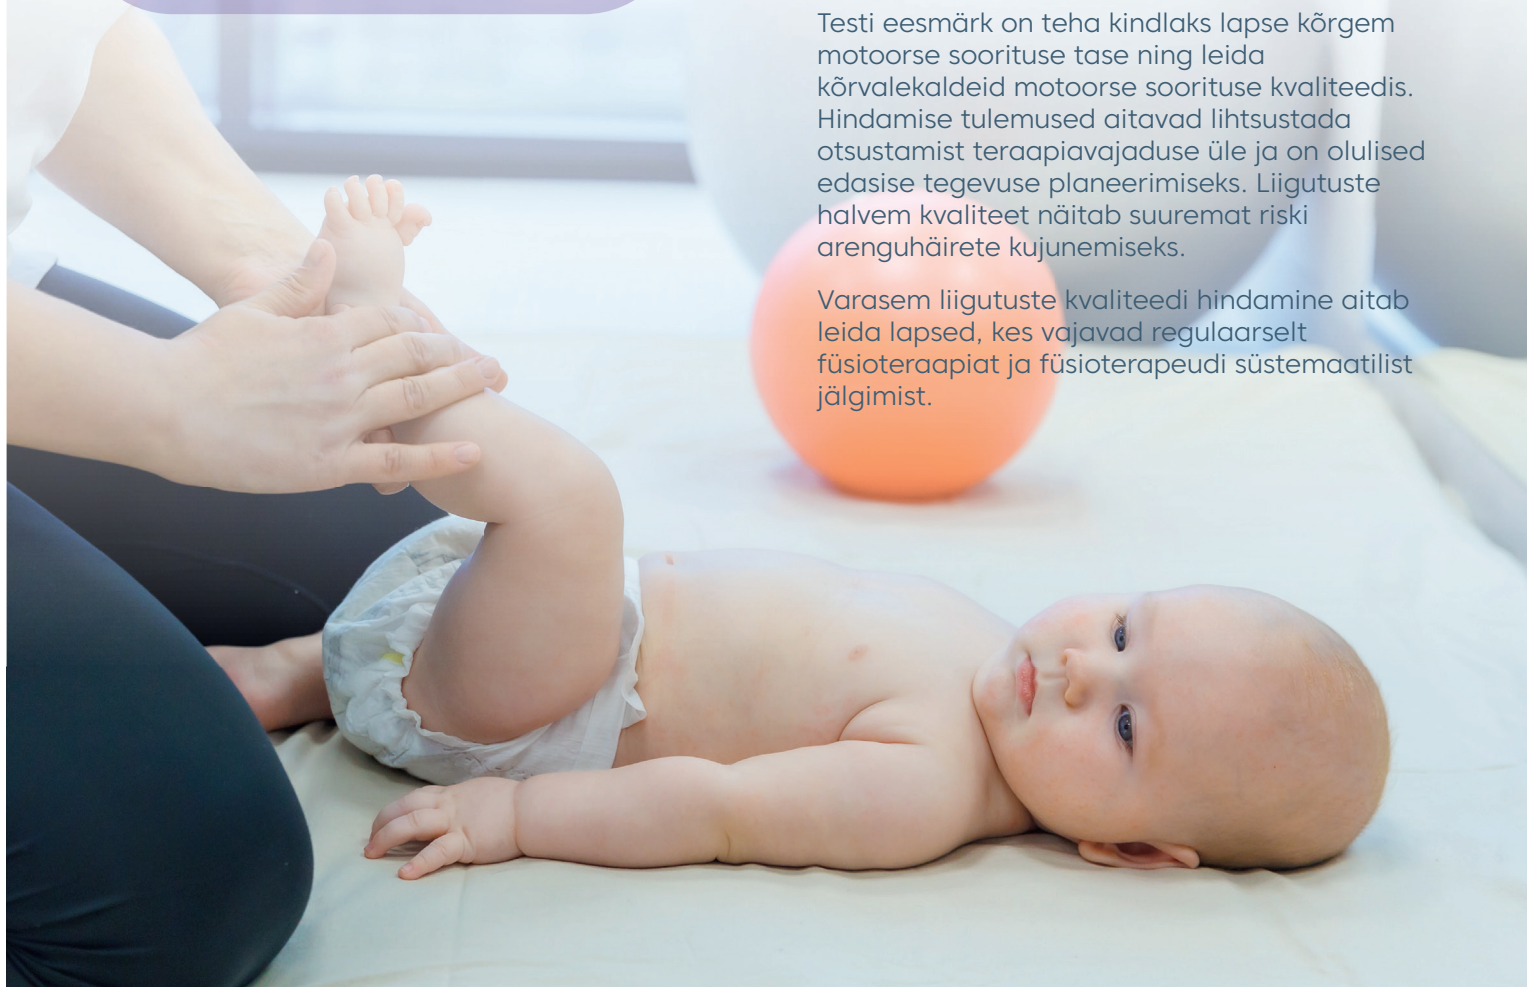 Testi eesmärk on teha kindlaks lapse kõrgem
motoorse soorituse tase ning leida
kõrvalekaldeid motoorse soorituse kvaliteedis.
Hindamise tulemused aitavad lihtsustada
otsustamist teraapiavajaduse üle ja on olulised
edasise tegevuse planeerimiseks. Liigutuste
halvem kvaliteet näitab suuremat riski
arenguhäirete kujunemiseks.
Varasem liigutuste kvaliteedi hindamine aitab
leida lapsed, kes vajavad regulaarselt
füsioteraapiat ja füsioterapeudi süstemaatilist
jälgimist.